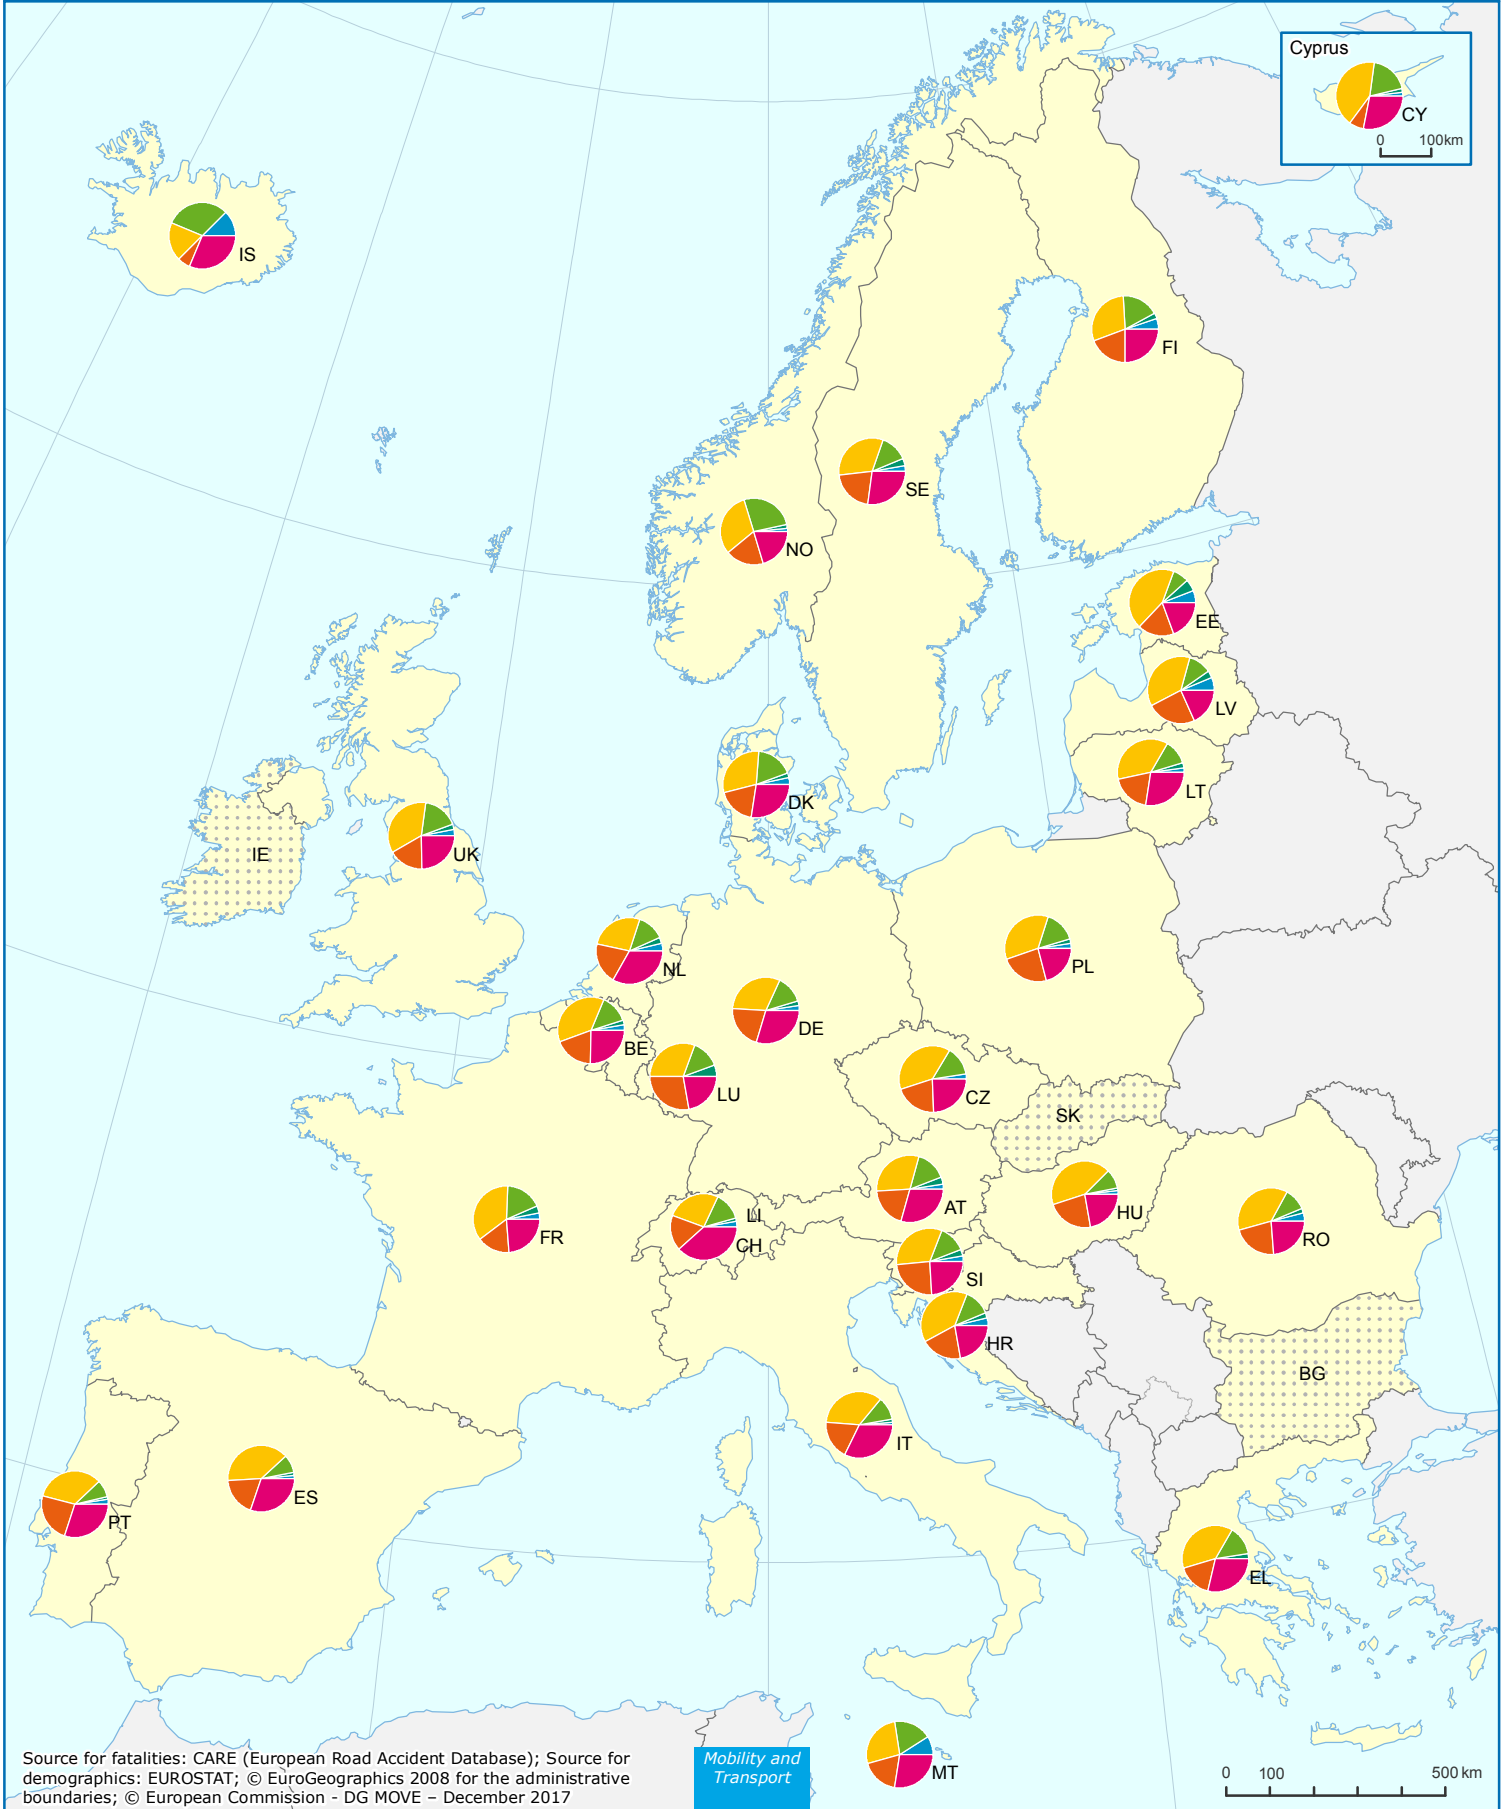 Cyprus
CY
0 100km
IS
FI
SE
NO
EE
LV
LT
DK
IE
UK
NL
PL
DE
BE
LU
CZ
SK
AT
HU
LI
CH
FR
RO
SI
HR
BG
IT
ES
PT
EL
MT
Source for fatalities: CARE (European Road Accident Database); Source for
demographics: EUROSTAT; © EuroGeographics 2008 for the administrative
boundaries; © European Commission - DG MOVE – December 2017
Mobility and
Transport
0 100 500 km